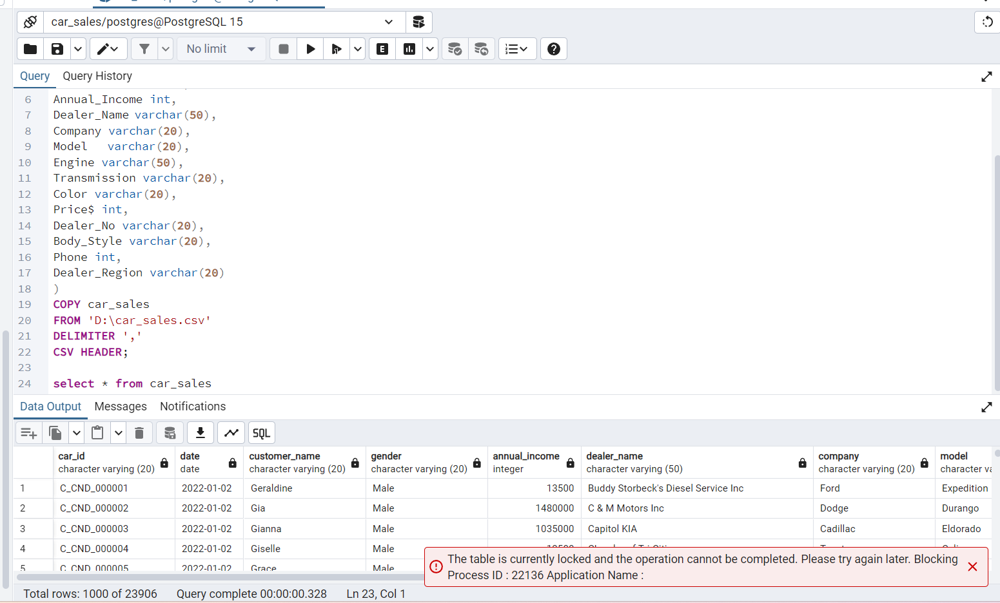 car_sales/postgres@PostgreSQL 15
No limit
E
Query Query History
6 Annual_Income int,
7 Dealer_Name varchar(50),
8 Company varchar(20),
9 Model varchar(20),
10 Engine varchar(50),
11 Transmission varchar(20),
12 Color varchar(20),
13 Price$ int,
14 Dealer_No varchar(20),
15 Body_Style varchar(20),
16 Phone int,
17 Dealer_Region varchar(20)
18 )
19 COPY car_sales
20 FROM 'D:\car_sales.csv'
21 DELIMITER ','
22 CSV HEADER;
23
24 select * from car_sales
Data Output Messages Notifications
SQL
car_id date customer_name gender annual_income dealer_name company model
character varying (20) date character varying (20) character varying (20) integer character varying (50) character varying (20) character va
1 C_CND_000001 2022-01-02 Geraldine Male 13500 Buddy Storbeck's Diesel Service Inc Ford Expedition
2 C_CND_000002 2022-01-02 Gia Male 1480000 C & M Motors Inc Dodge Durango
3 C_CND_000003 2022-01-02 Gianna Male 1035000 Capitol KIA Cadillac Eldorado
4 C_CND_000004 2022-01-02 Giselle Male
5 C_CND_000005 2022-01-02 Grace Male
The table is currently locked and the operation cannot be completed. Please try again later. Blocking
Process ID : 22136 Application Name :
Total rows: 1000 of 23906 Query complete 00:00:00.328 Ln 23, Col 1